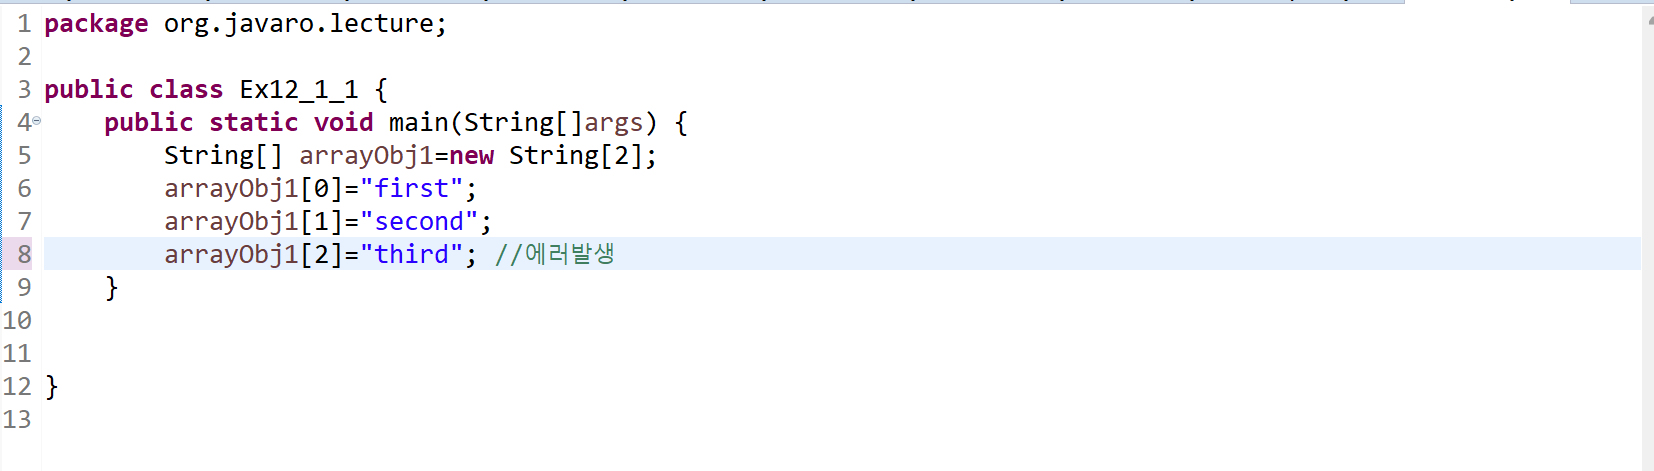 1 package org.javaro.lecture;
2
3 public class Ex12_1_1 {
4     public static void main(String[]args) {
5         String[] arrayObj1=new String[2];
6         arrayObj1[0]="first";
7         arrayObj1[1]="second";
8         arrayObj1[2]="third"; //에러발생
9     }
10
11
12 }
13